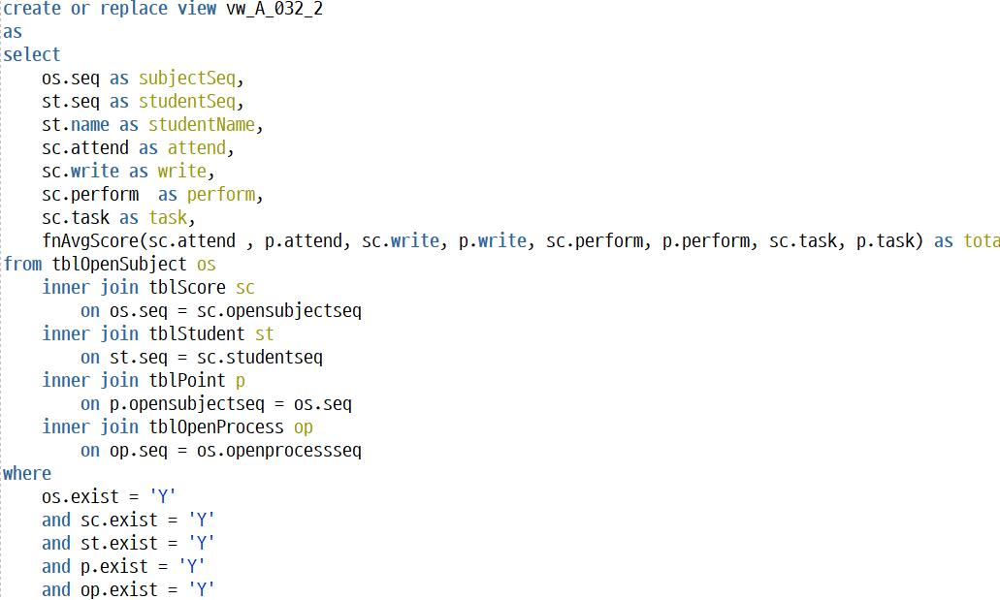 create or replace view vw_A_032_2
as
select
    os.seq as subjectSeq,
    st.seq as studentSeq,
    st.name as studentName,
    sc.attend as attend,
    sc.write as write,
    sc.perform  as perform,
    sc.task as task,
    fnAvgScore(sc.attend , p.attend, sc.write, p.write, sc.perform, p.perform, sc.task, p.task) as tota
from tblOpenSubject os
    inner join tblScore sc
        on os.seq = sc.opensubjectseq
    inner join tblStudent st
        on st.seq = sc.studentseq
    inner join tblPoint p
        on p.opensubjectseq = os.seq
    inner join tblOpenProcess op
        on op.seq = os.openprocessseq
where
    os.exist = 'Y'
    and sc.exist = 'Y'
    and st.exist = 'Y'
    and p.exist = 'Y'
    and op.exist = 'Y'